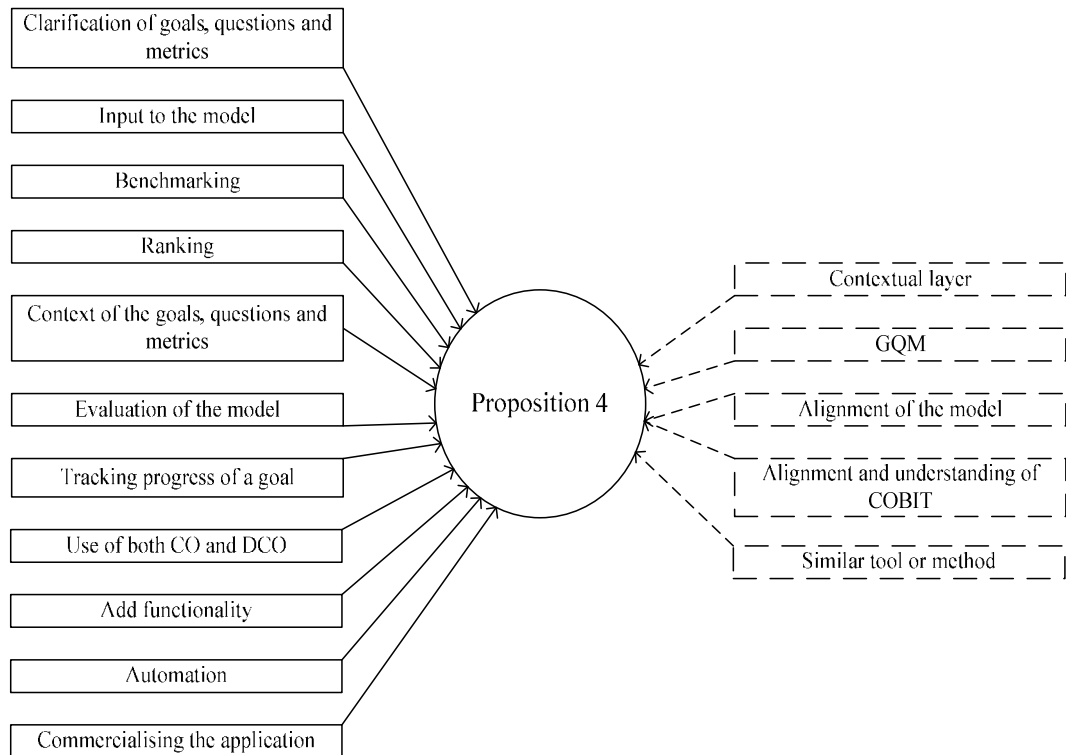 Clarification of goals, questions and
metrics
Input to the model
Benchmarking
Ranking
Context of the goals, questions and
metrics
Evaluation of the model
Tracking progress of a goal
Use of both CO and DCO
Add functionality
Automation
Commercialising the application
Proposition 4
Contextual layer
GQM
Alignment of the model
Alignment and understanding of
COBIT
Similar tool or method